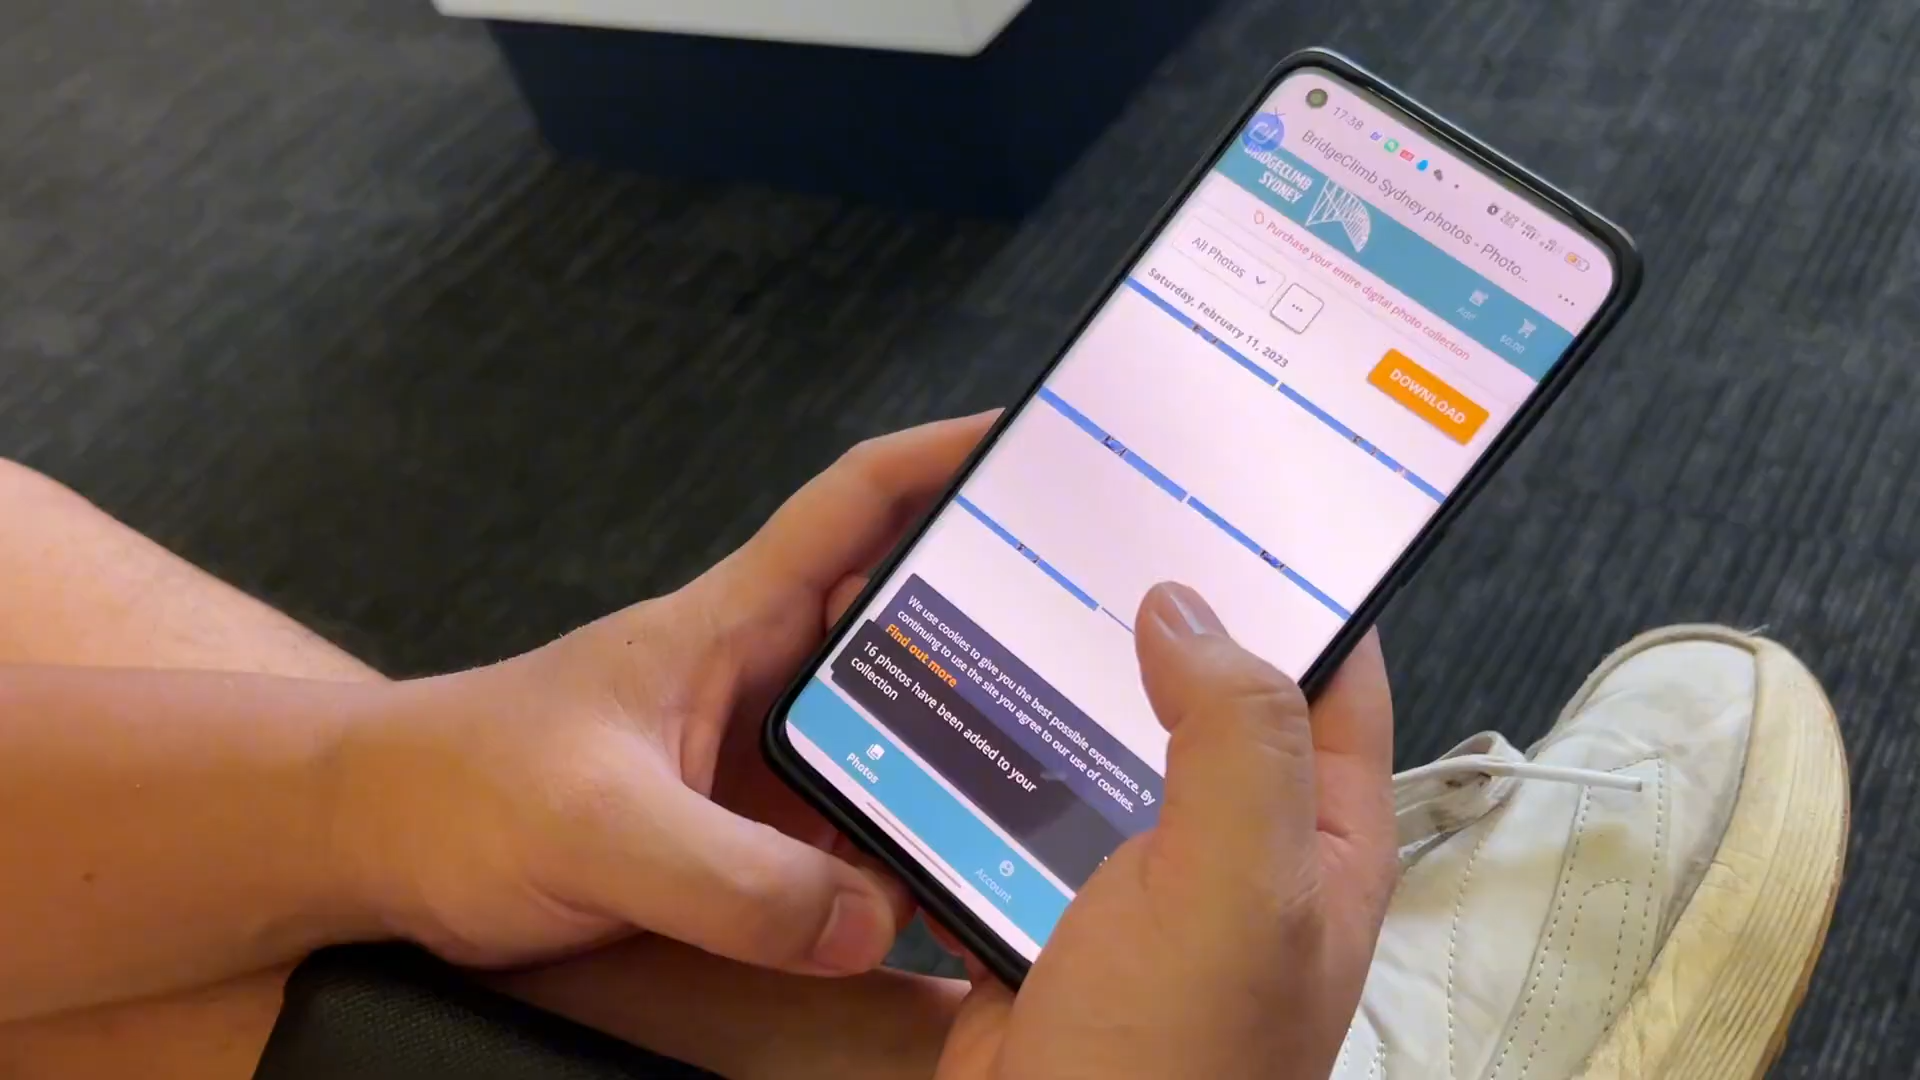 17:38
BridgeClimb Sydney photos - Photo...
BRIDGECLIMB
SYDNEY
Add
$0.00
Purchase your entire digital photo collection
All Photos
Saturday, February 11, 2023
DOWNLOAD
We use cookies to give you the best possible experience. By
continuing to use the site you agree to our use of cookies.
Find out more
16 photos have been added to your
collection
Photos
Account